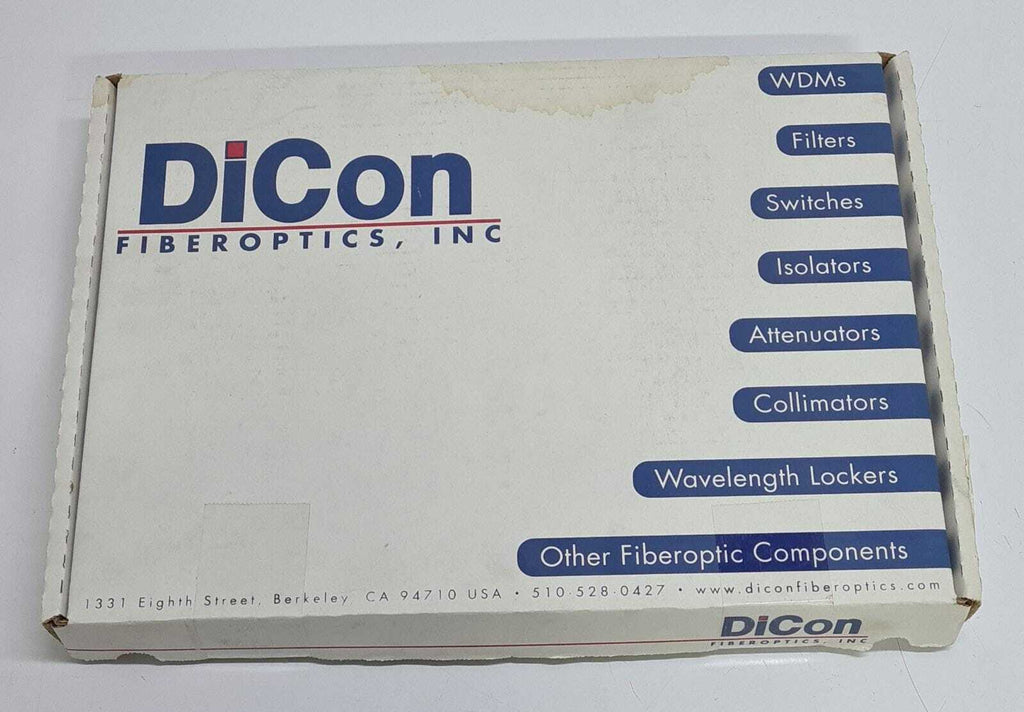 DiCon
FIBEROPTICS, INC
WDMs
Filters
Switches
Isolators
Attenuators
Collimators
Wavelength Lockers
Other Fiberoptic Components
1331 Eighth Street, Berkeley, CA 94710 USA • 510·528·0427 • www.diconfiberoptics.com
DiCon
FIBEROPTICS, INC